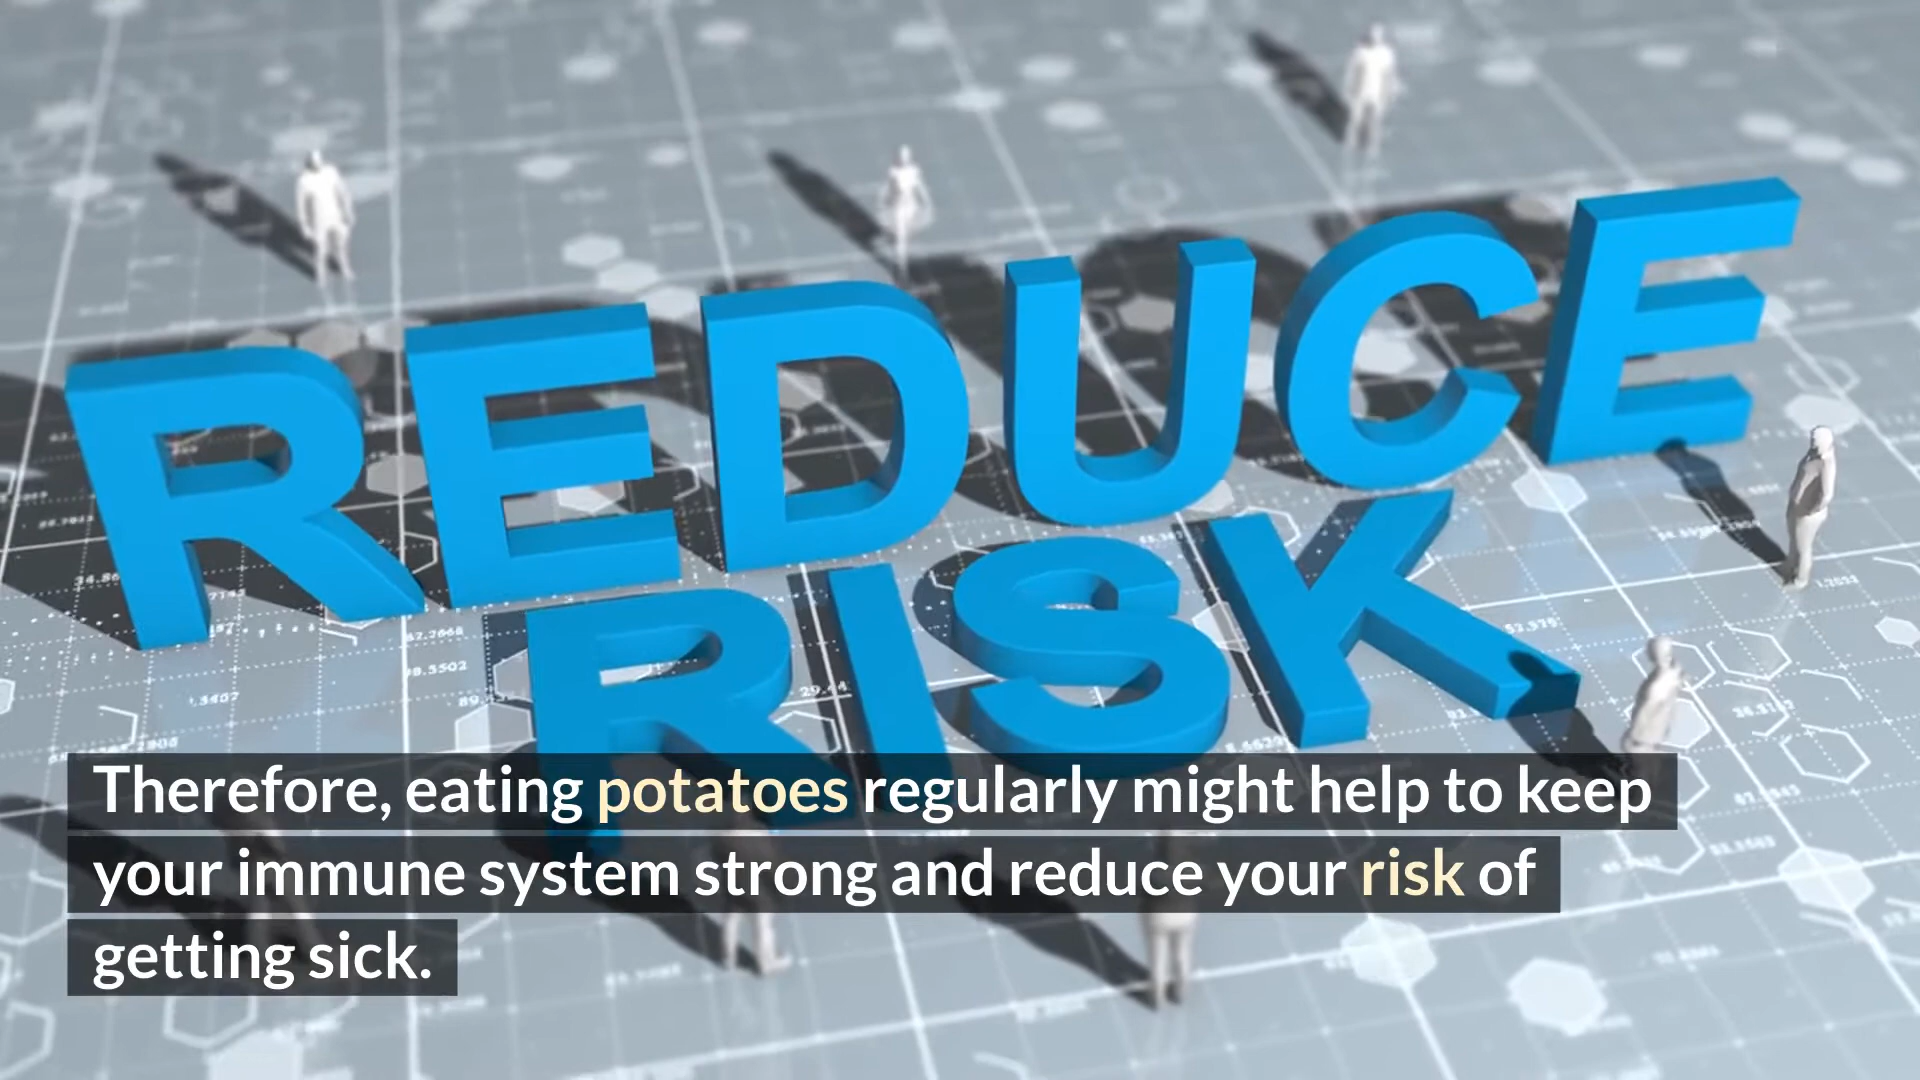 REDUCE
RISK
Therefore, eating potatoes regularly might help to keep
your immune system strong and reduce your risk of
getting sick.